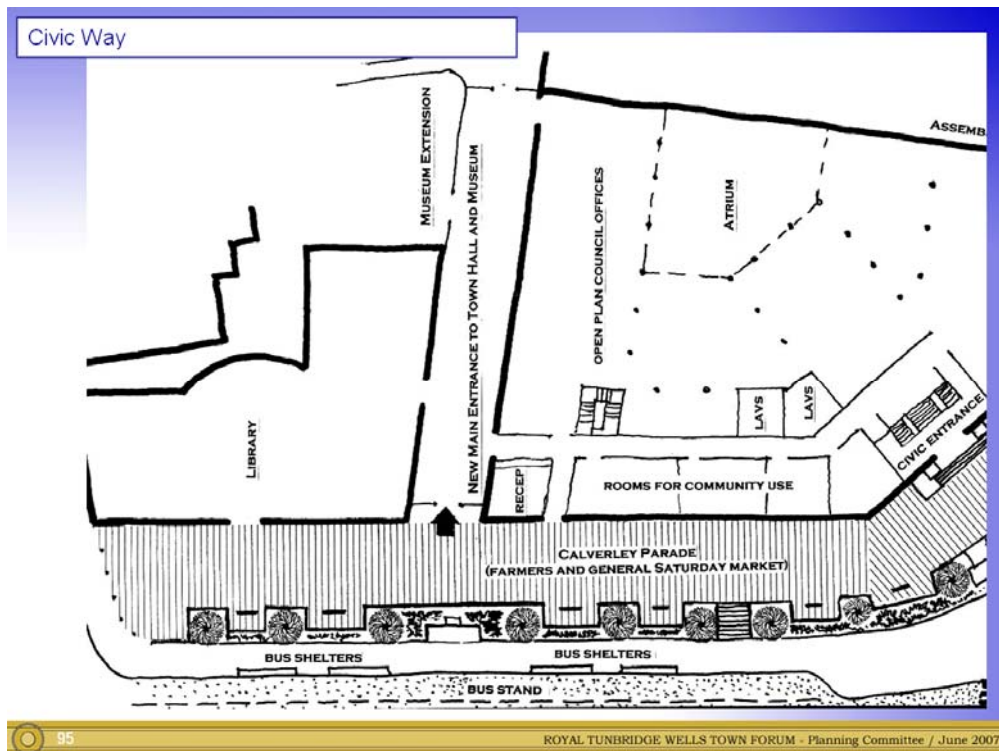 Civic Way
MUSEUM EXTENSION
NEW MAIN ENTRANCE TO TOWN HALL AND MUSEUM
OPEN PLAN COUNCIL OFFICES
ATRIUM
ASSEMB
LIBRARY
RECEP
ROOMS FOR COMMUNITY USE
LAVS
LAVS
CIVIC ENTRANCE
CALVERLEY PARADE
(FARMERS AND GENERAL SATURDAY MARKET)
BUS SHELTERS
BUS SHELTERS
BUS STAND
95
ROYAL TUNBRIDGE WELLS TOWN FORUM - Planning Committee / June 2007